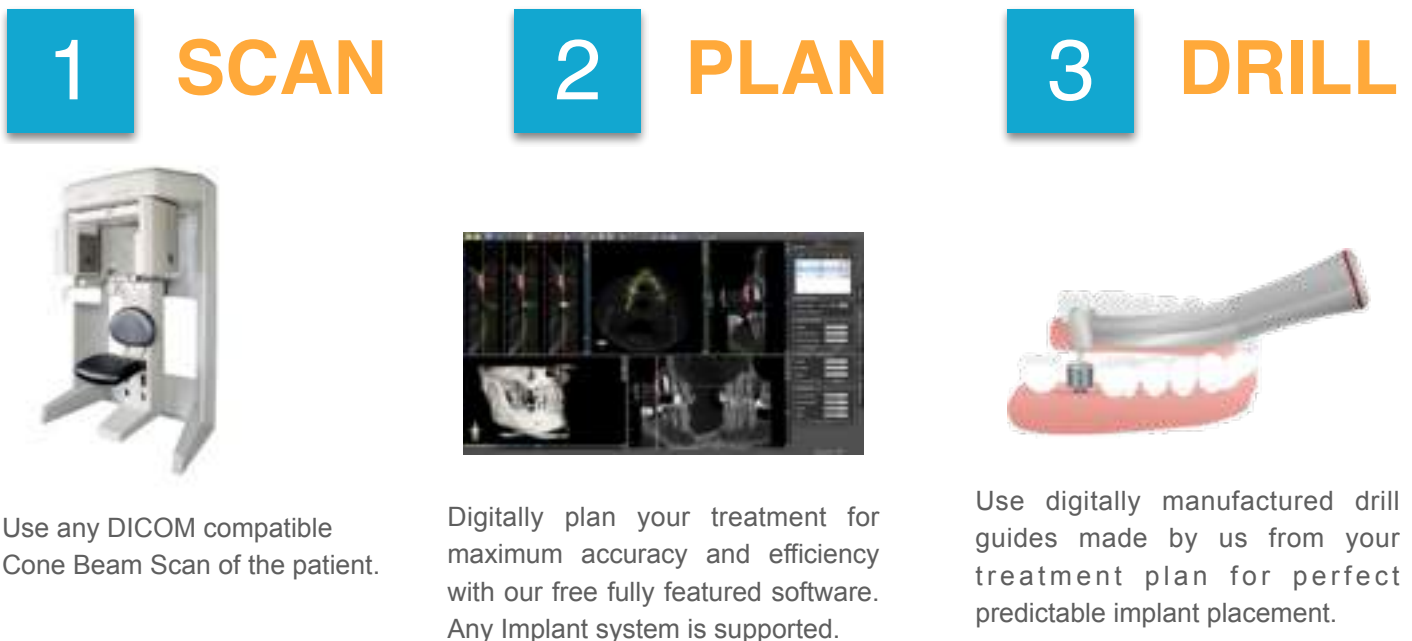 1 SCAN
Use any DICOM compatible
Cone Beam Scan of the patient.
2 PLAN
Digitally plan your treatment for
maximum accuracy and efficiency
with our free fully featured software.
Any Implant system is supported.
3 DRILL
Use digitally manufactured drill
guides made by us from your
treatment plan for perfect
predictable implant placement.